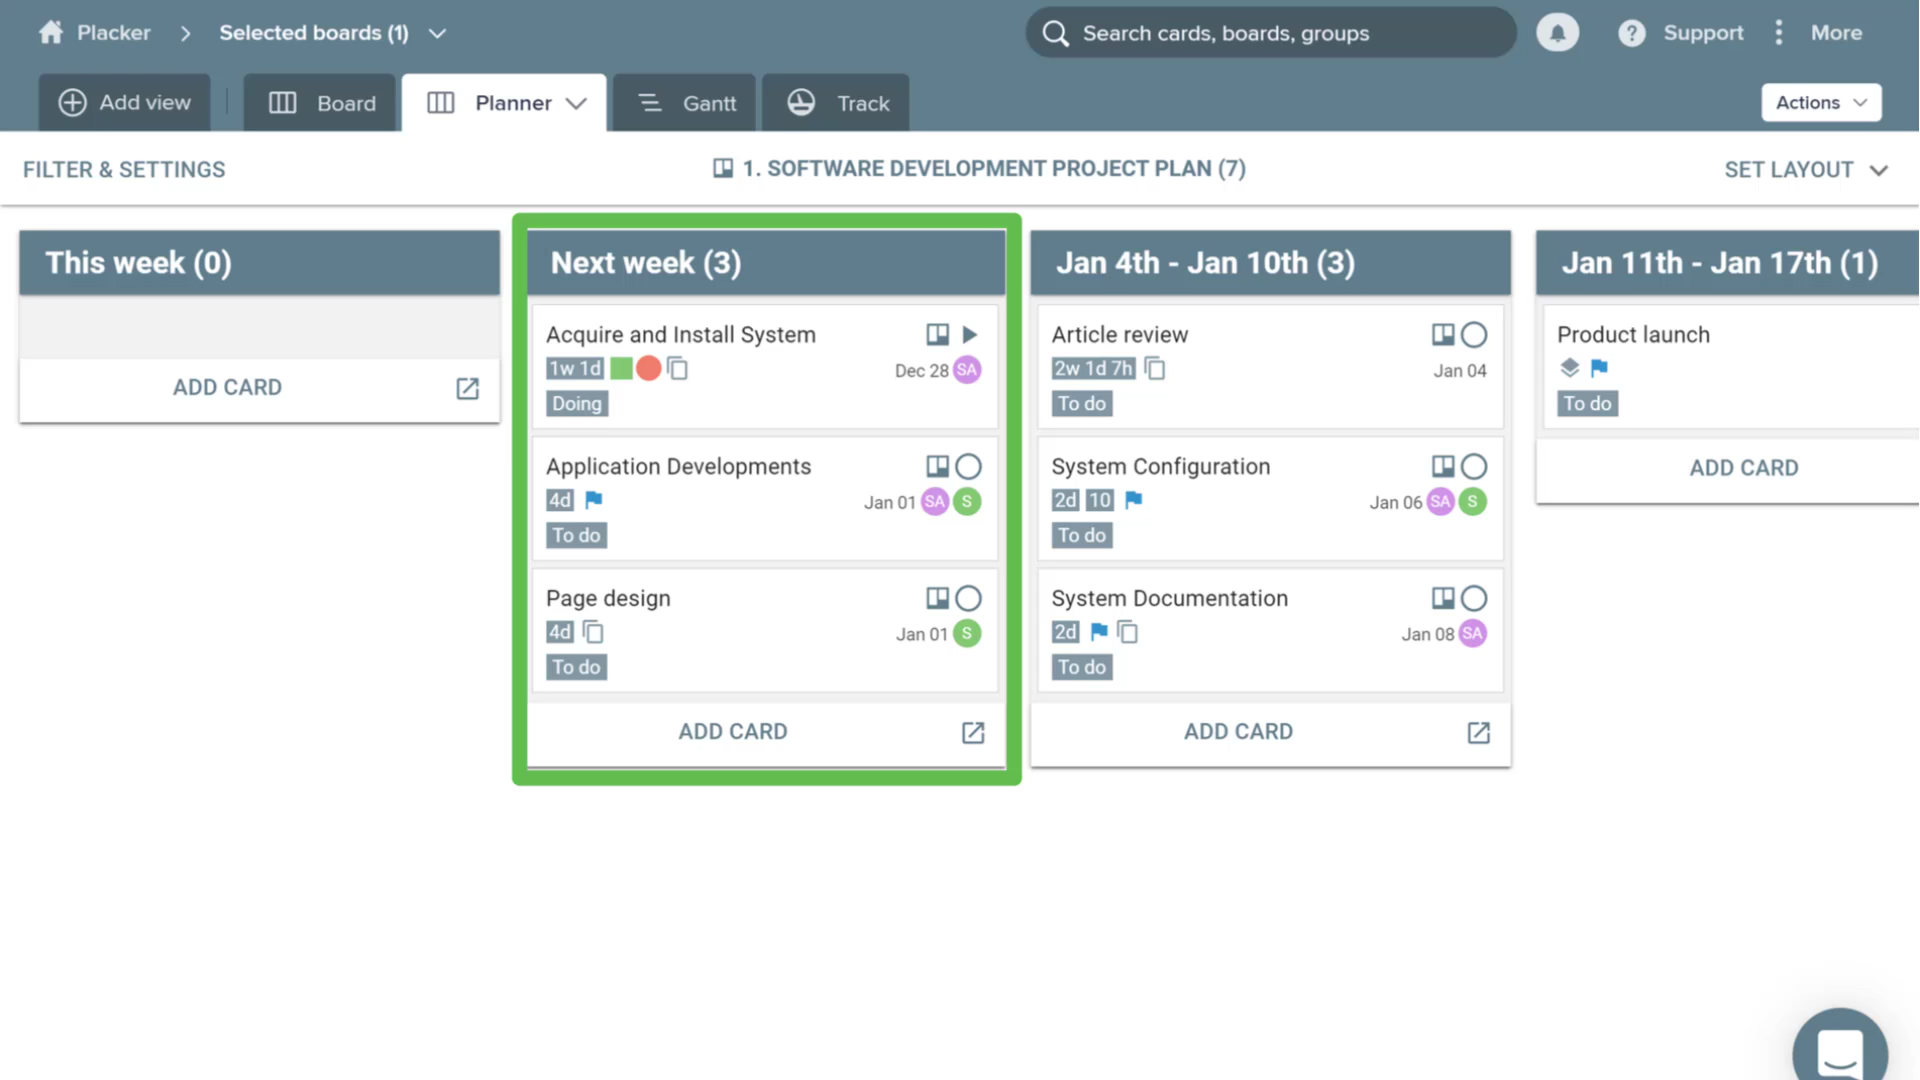 Placker > Selected boards (1)
Search cards, boards, groups
? Support
More
Add view
Board
Planner
Gantt
Track
Actions
FILTER & SETTINGS
1. SOFTWARE DEVELOPMENT PROJECT PLAN (7)
SET LAYOUT
This week (0)
ADD CARD
Next week (3)
Acquire and Install System
1w 1d
Dec 28 SA
Doing
Application Developments
4d
Jan 01 SA S
To do
Page design
4d
Jan 01 S
To do
ADD CARD
Jan 4th - Jan 10th (3)
Article review
2w 1d 7h
Jan 04
To do
System Configuration
2d 10
Jan 06 SA S
To do
System Documentation
2d
Jan 08 SA
To do
ADD CARD
Jan 11th - Jan 17th (1)
Product launch
To do
ADD CARD